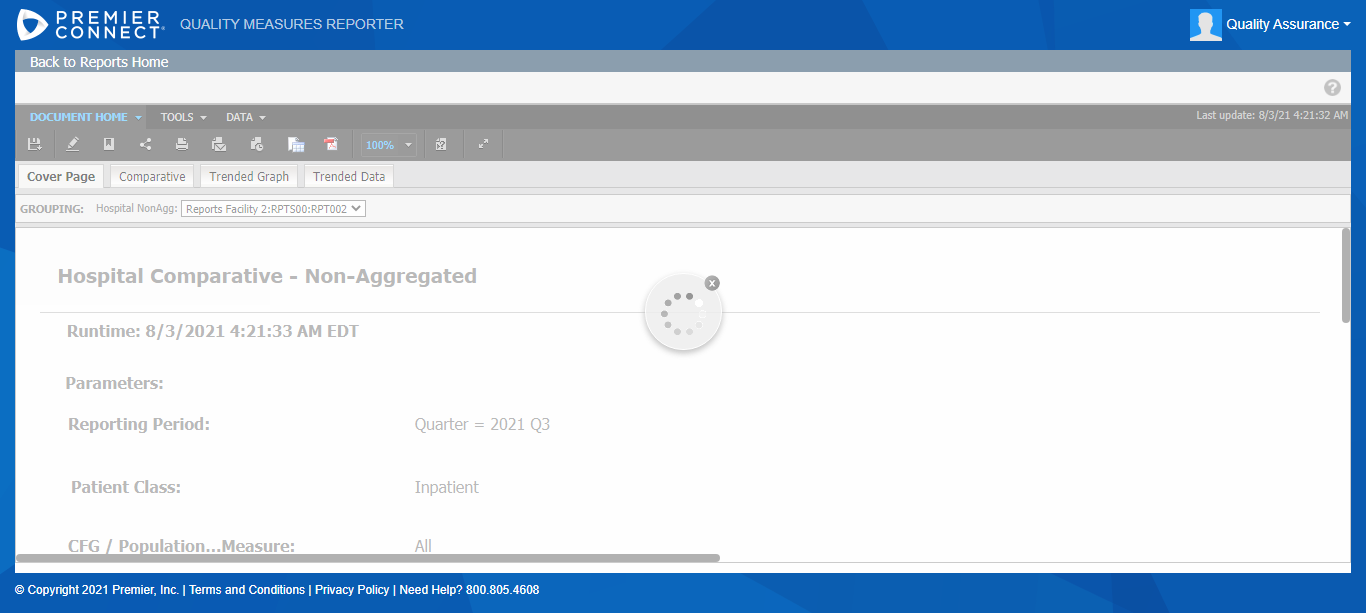 PREMIER
CONNECT
QUALITY MEASURES REPORTER
Quality Assurance
Back to Reports Home
?
DOCUMENT HOME TOOLS DATA Last update: 8/3/21 4:21:32 AM
100%
Cover Page Comparative Trended Graph Trended Data
GROUPING: Hospital NonAgg: Reports Facility 2:RPTS00:RPT002
Hospital Comparative - Non-Aggregated
x
Runtime: 8/3/2021 4:21:33 AM EDT
Parameters:
Reporting Period: Quarter = 2021 Q3
Patient Class: Inpatient
CFG / Population...Measure: All
© Copyright 2021 Premier, Inc. | Terms and Conditions | Privacy Policy | Need Help? 800.805.4608